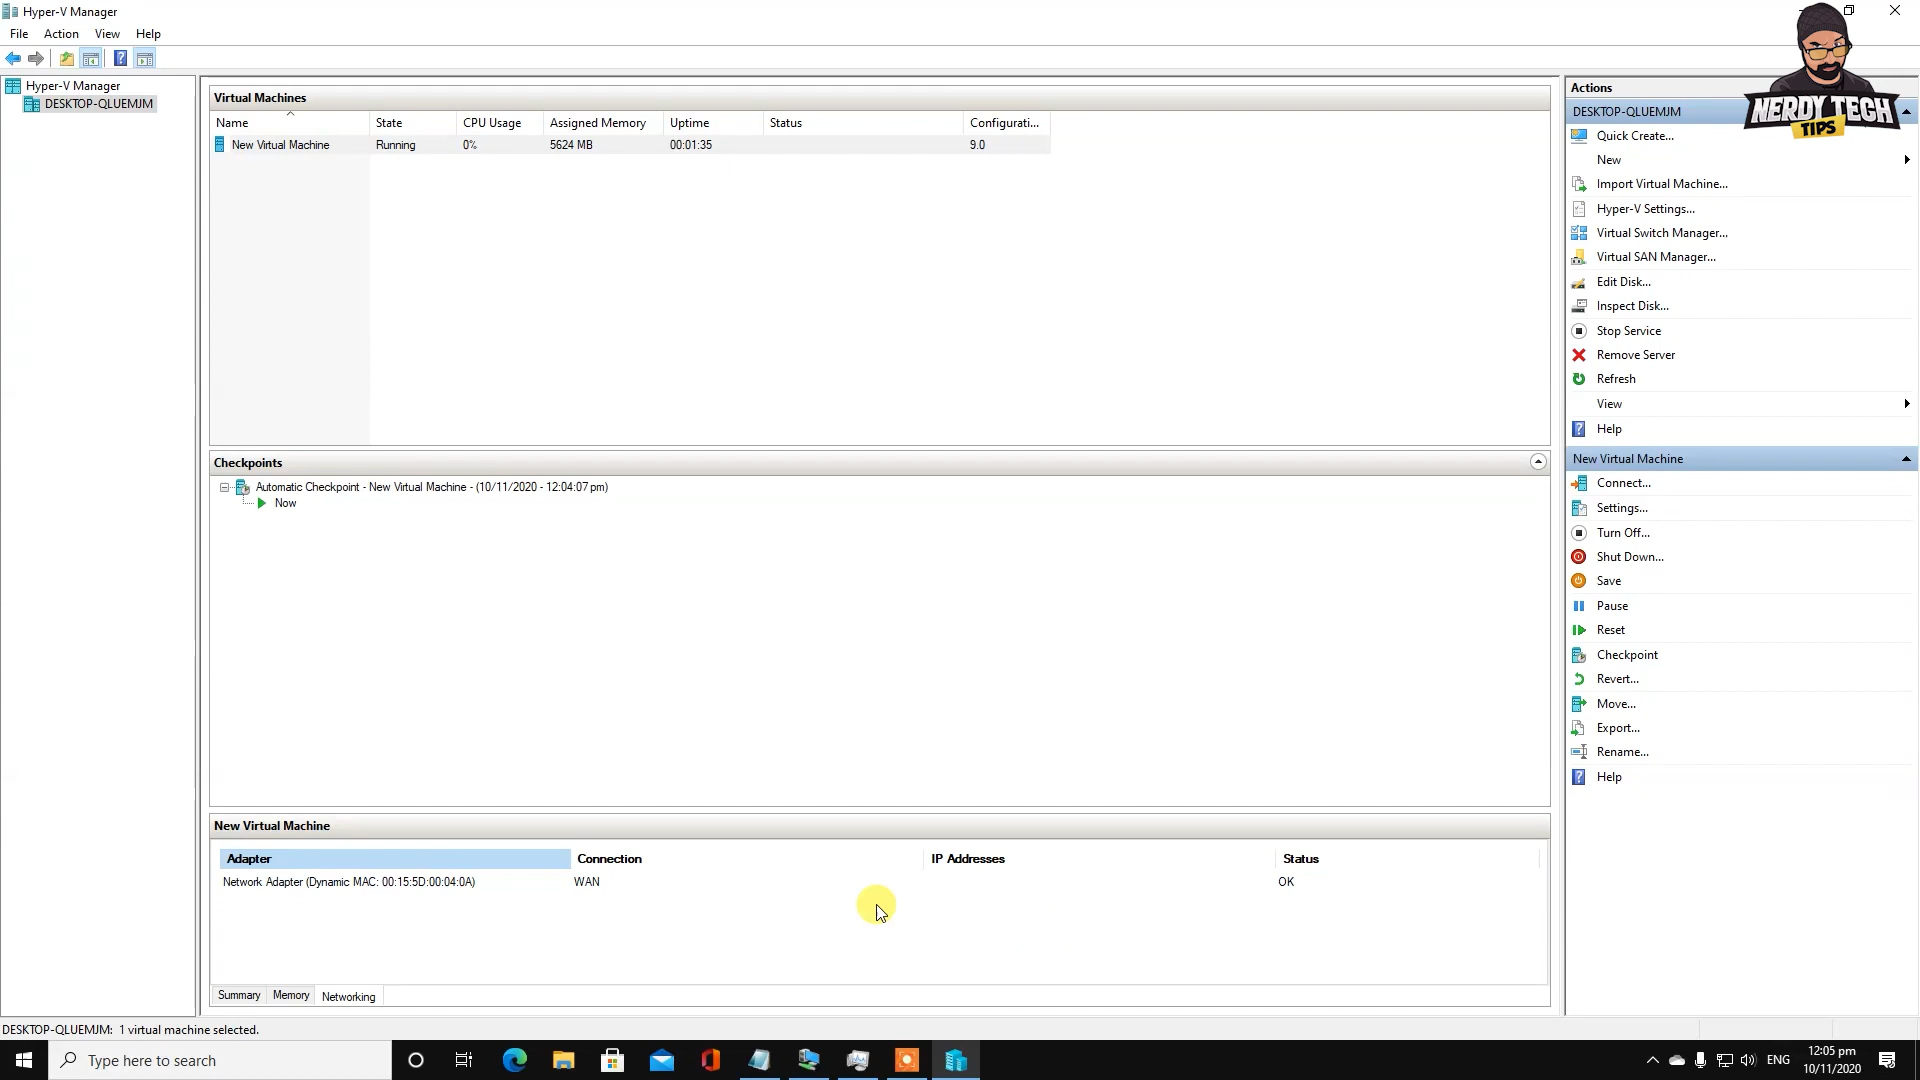 Hyper-V Manager
File Action View Help
Hyper-V Manager
DESKTOP-QLUEMJM
Virtual Machines
Name State CPU Usage Assigned Memory Uptime Status Configurati...
New Virtual Machine Running 0% 5624 MB 00:01:35 9.0
Checkpoints
Automatic Checkpoint - New Virtual Machine - (10/11/2020 - 12:04:07 pm)
Now
New Virtual Machine
Adapter Connection IP Addresses Status
Network Adapter (Dynamic MAC: 00:15:5D:00:04:0A) WAN OK
Summary Memory Networking
Actions
DESKTOP-QLUEMJM
Quick Create...
New
Import Virtual Machine...
Hyper-V Settings...
Virtual Switch Manager...
Virtual SAN Manager...
Edit Disk...
Inspect Disk...
Stop Service
Remove Server
Refresh
View
Help
New Virtual Machine
Connect...
Settings...
Turn Off...
Shut Down...
Save
Pause
Reset
Checkpoint
Revert...
Move...
Export...
Rename...
Help
NERDY TECH
TIPS
DESKTOP-QLUEMJM: 1 virtual machine selected.
Type here to search
ENG
12:05 pm
10/11/2020